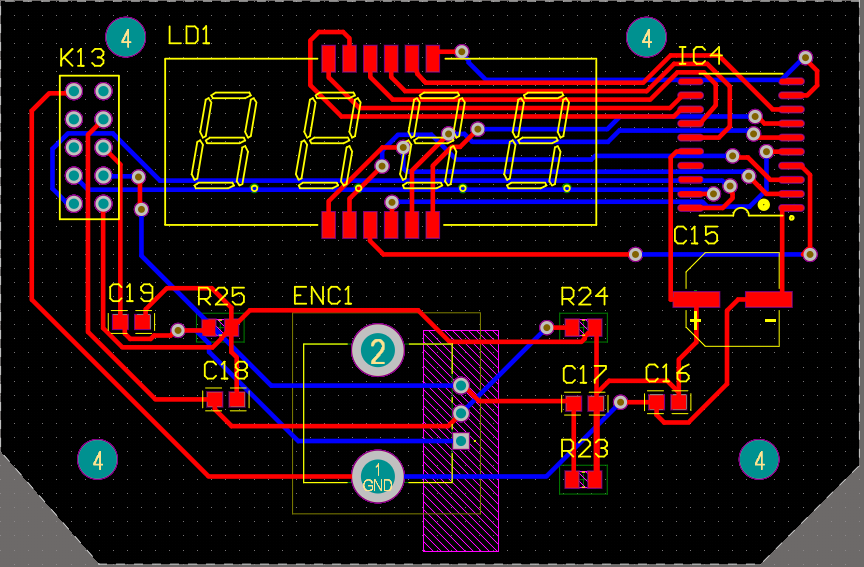 4
4
LD1
K13
IC4
C15
C19
R25
ENC1
R24
+
-
2
C18
C17
C16
4
1
GND
R23
4